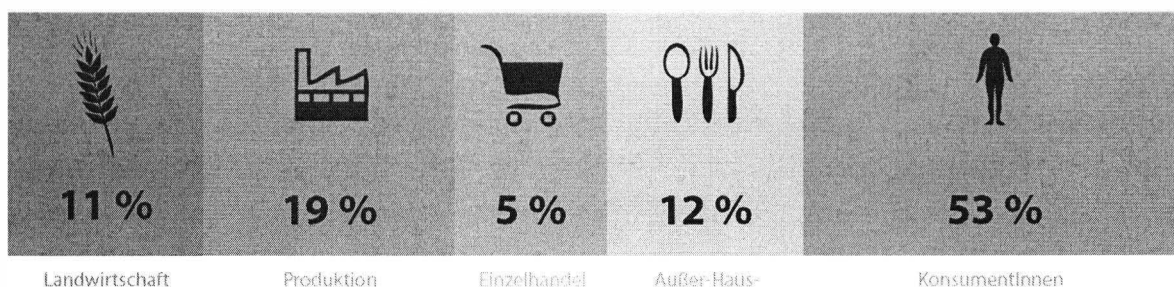 11 % 19 % 5 % 12 % 53 %
Landwirtschaft Produktion Einzelhandel Außer-Haus- KonsumentInnen